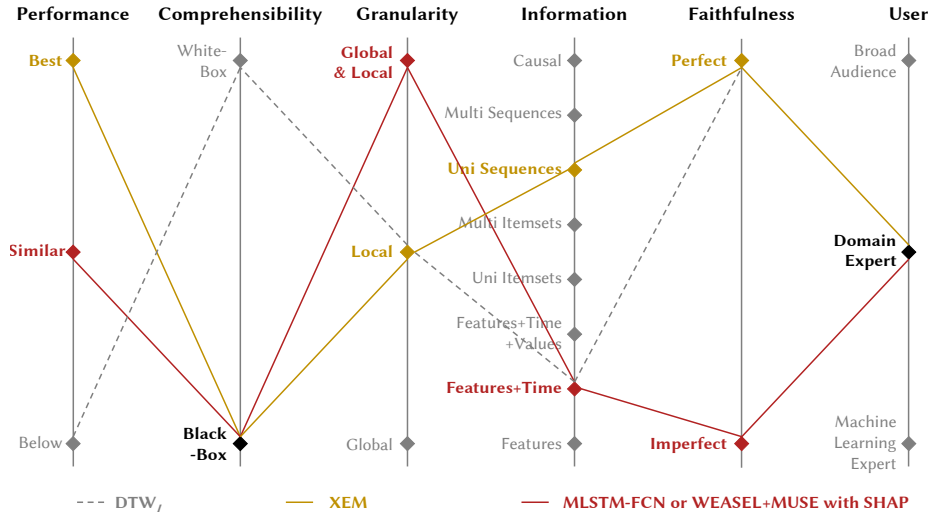 Performance
Comprehensibility
Granularity
Information
Faithfulness
User
Best
White-
Box
Global
& Local
Causal
Perfect
Broad
Audience
Multi Sequences
Uni Sequences
Multi Itemsets
Similar
Local
Domain
Expert
Uni Itemsets
Features+Time
+Values
Features+Time
Below
Black
-Box
Global
Features
Imperfect
Machine
Learning
Expert
DTW_I
XEM
MLSTM-FCN or WEASEL+MUSE with SHAP